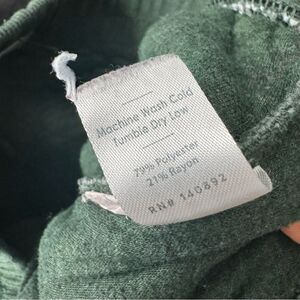 Machine Wash Cold
Tumble Dry Low
79% Polyester
21% Rayon
RN# 140892